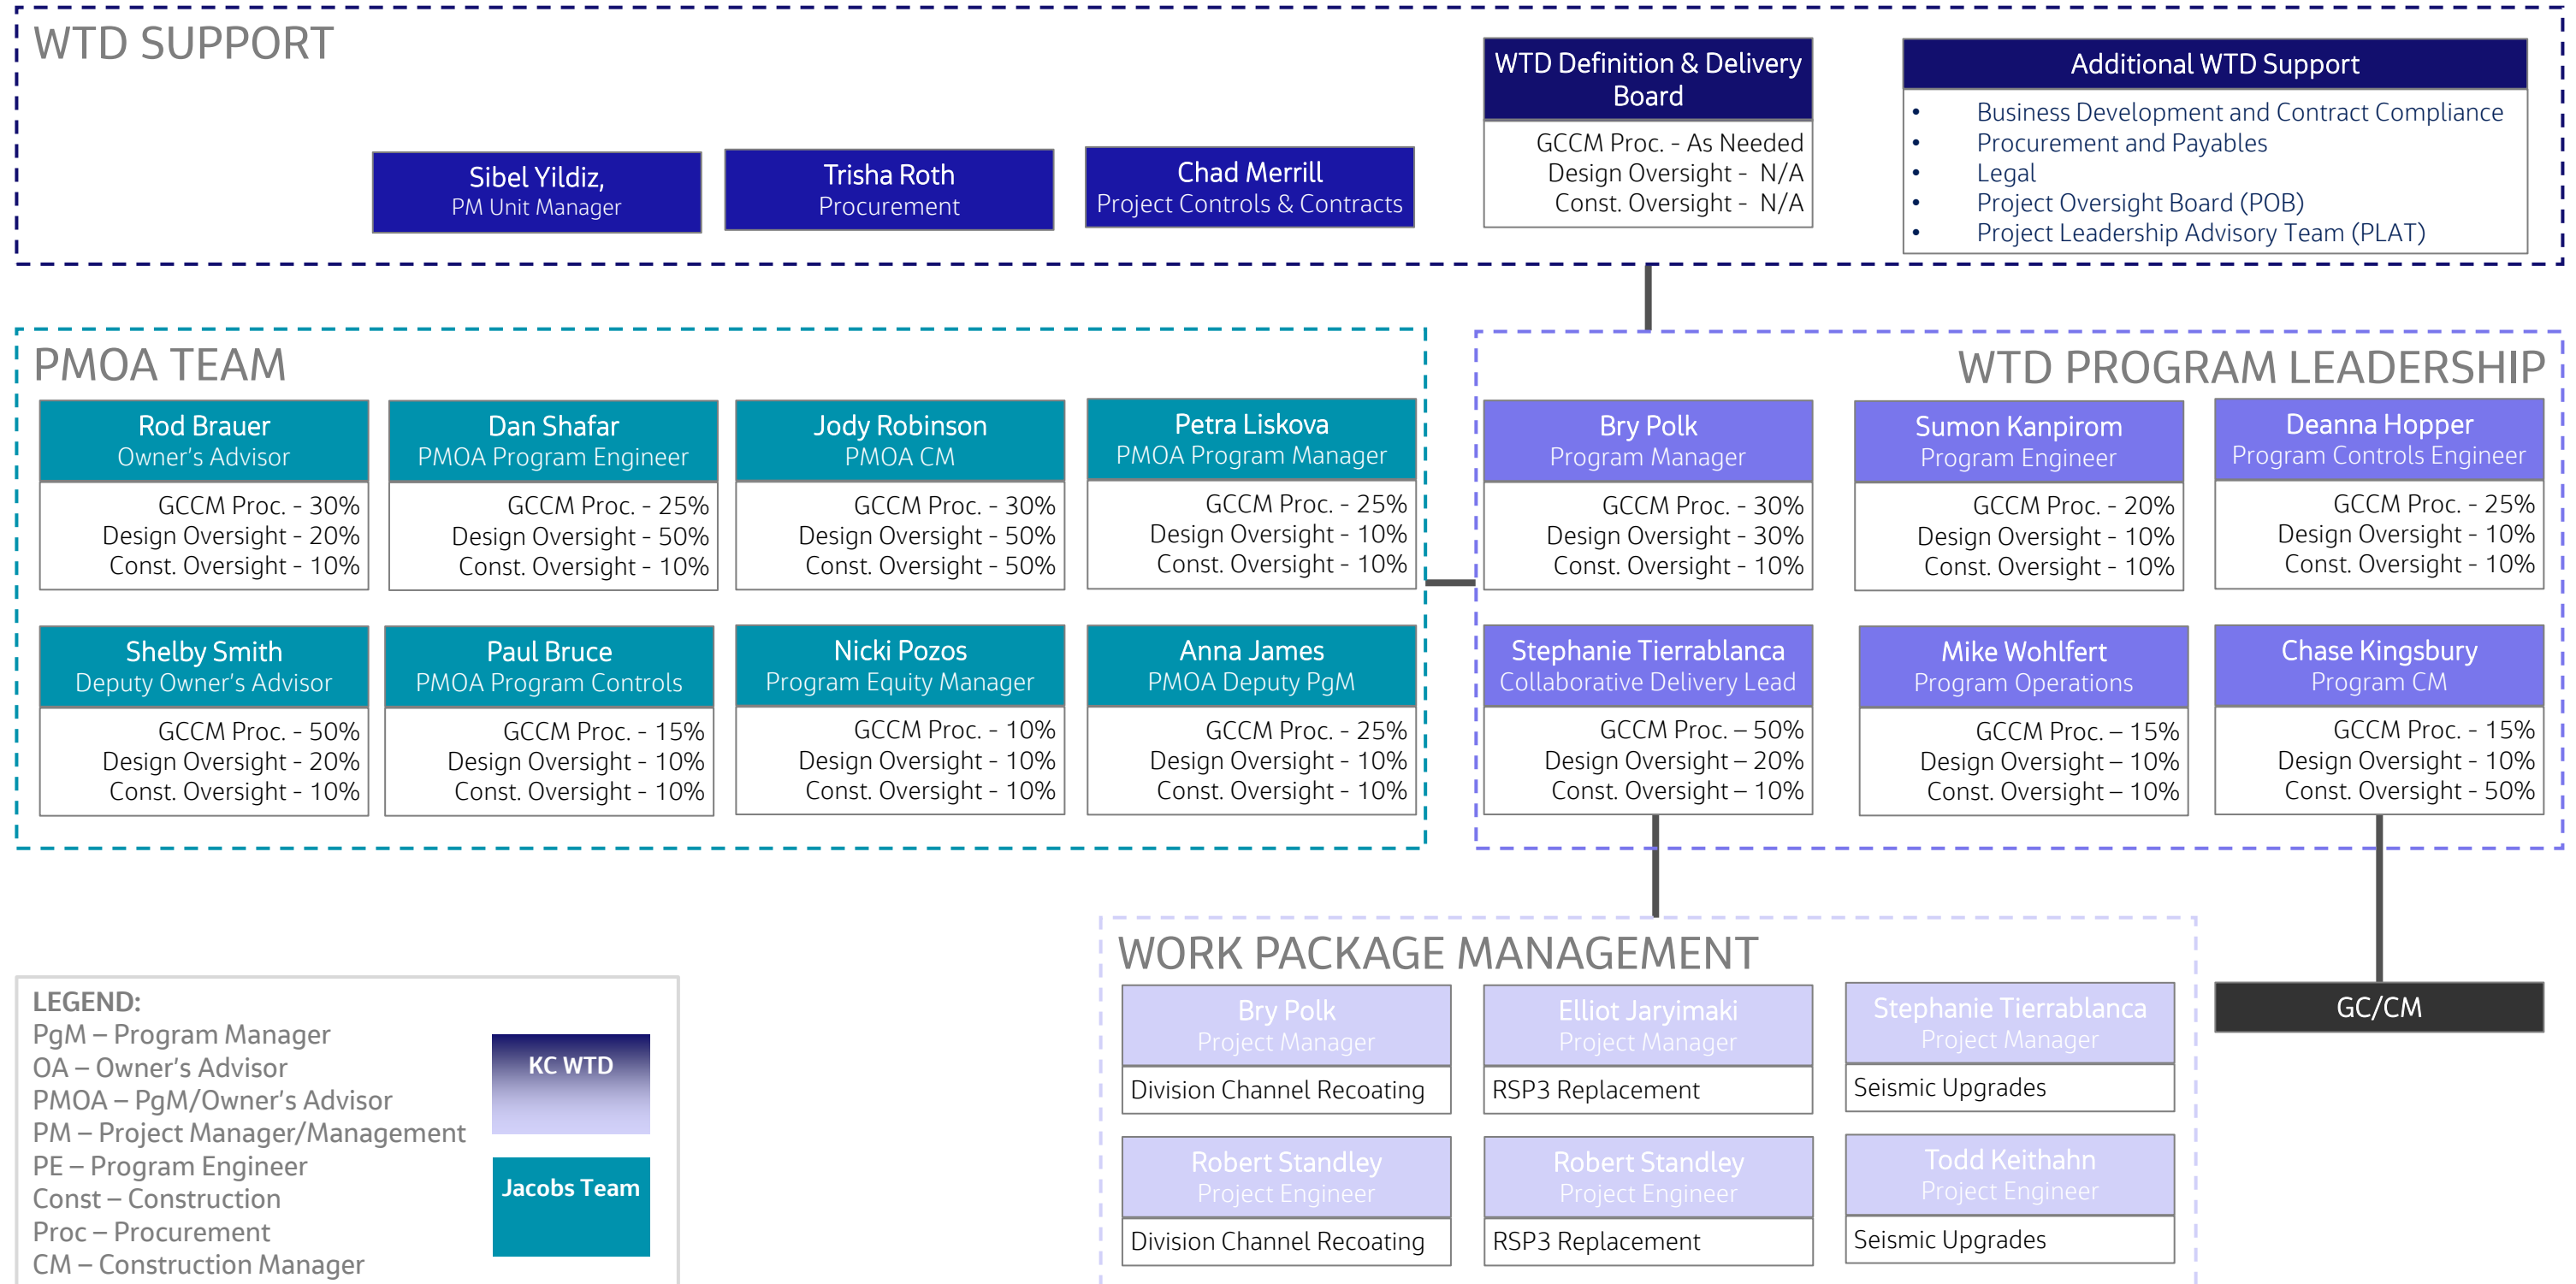 WTD SUPPORT
Sibel Yildiz,
PM Unit Manager
Trisha Roth
Procurement
Chad Merrill
Project Controls & Contracts
WTD Definition & Delivery
Board
GCCM Proc. - As Needed
Design Oversight - N/A
Const. Oversight - N/A
Additional WTD Support
• Business Development and Contract Compliance
• Procurement and Payables
• Legal
• Project Oversight Board (POB)
• Project Leadership Advisory Team (PLAT)
PMOA TEAM
Rod Brauer
Owner's Advisor
GCCM Proc. - 30%
Design Oversight - 20%
Const. Oversight - 10%
Dan Shafar
PMOA Program Engineer
GCCM Proc. - 25%
Design Oversight - 50%
Const. Oversight - 10%
Jody Robinson
PMOA CM
GCCM Proc. - 30%
Design Oversight - 50%
Const. Oversight - 50%
Petra Liskova
PMOA Program Manager
GCCM Proc. - 25%
Design Oversight - 10%
Const. Oversight - 10%
Shelby Smith
Deputy Owner's Advisor
GCCM Proc. - 50%
Design Oversight - 20%
Const. Oversight - 10%
Paul Bruce
PMOA Program Controls
GCCM Proc. - 15%
Design Oversight - 10%
Const. Oversight - 10%
Nicki Pozos
Program Equity Manager
GCCM Proc. - 10%
Design Oversight - 10%
Const. Oversight - 10%
Anna James
PMOA Deputy PgM
GCCM Proc. - 25%
Design Oversight - 10%
Const. Oversight - 10%
WTD PROGRAM LEADERSHIP
Bry Polk
Program Manager
GCCM Proc. - 30%
Design Oversight - 30%
Const. Oversight - 10%
Sumon Kanpirom
Program Engineer
GCCM Proc. - 20%
Design Oversight - 10%
Const. Oversight - 10%
Deanna Hopper
Program Controls Engineer
GCCM Proc. - 25%
Design Oversight - 10%
Const. Oversight - 10%
Stephanie Tierrablanca
Collaborative Delivery Lead
GCCM Proc. – 50%
Design Oversight – 20%
Const. Oversight – 10%
Mike Wohlfert
Program Operations
GCCM Proc. – 15%
Design Oversight – 10%
Const. Oversight – 10%
Chase Kingsbury
Program CM
GCCM Proc. - 15%
Design Oversight - 10%
Const. Oversight - 50%
WORK PACKAGE MANAGEMENT
Bry Polk
Project Manager
Division Channel Recoating
Elliot Jaryimaki
Project Manager
RSP3 Replacement
Stephanie Tierrablanca
Project Manager
Seismic Upgrades
Robert Standley
Project Engineer
Division Channel Recoating
Robert Standley
Project Engineer
RSP3 Replacement
Todd Keithahn
Project Engineer
Seismic Upgrades
GC/CM
LEGEND:
PgM – Program Manager
OA – Owner's Advisor
PMOA – PgM/Owner's Advisor
PM – Project Manager/Management
PE – Program Engineer
Const – Construction
Proc – Procurement
CM – Construction Manager
KC WTD
Jacobs Team